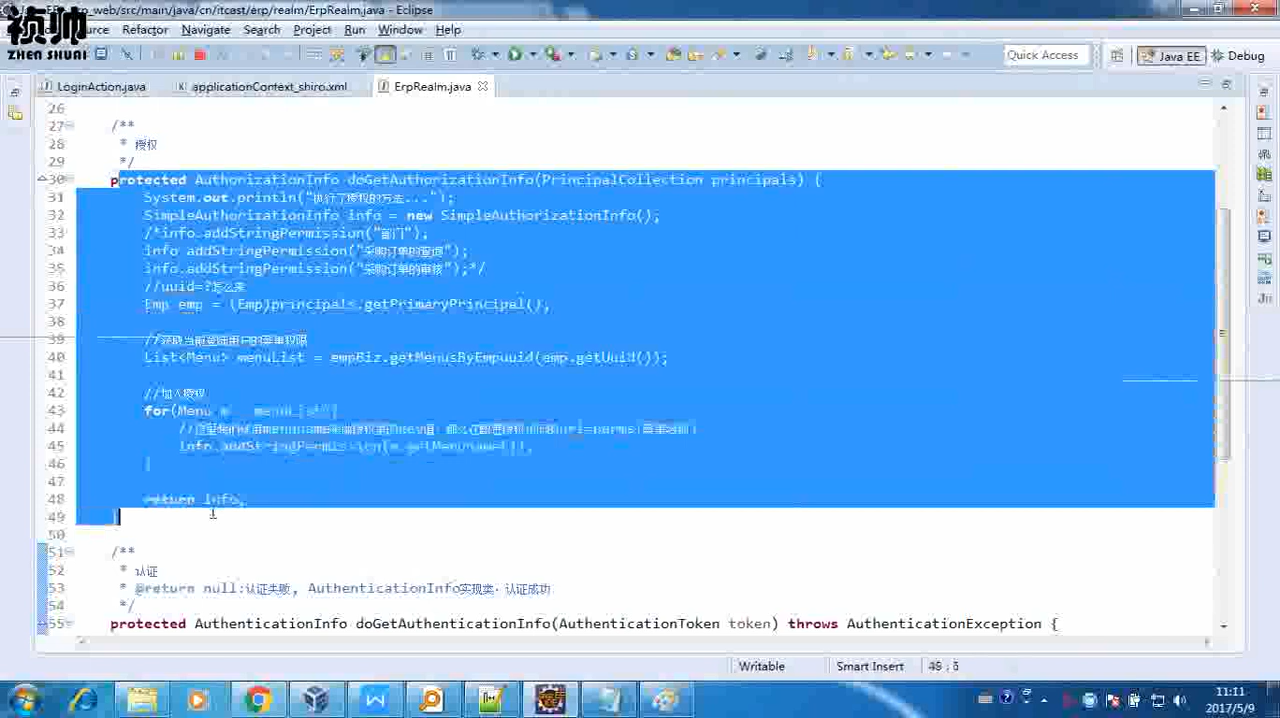 祯帅
ZHEN SHUAI
_web/src/main/java/cn/itcast/erp/realm/ErpRealm.java - Eclipse
Refactor Navigate Search Project Run Window Help
Quick Access Java EE Debug
LoginAction.java applicationContext_shiro.xml ErpRealm.java
26
27 /**
28 * 授权
29 */
30 protected AuthorizationInfo doGetAuthorizationInfo(PrincipalCollection principals) {
31 System.out.println("执行了授权的方法...");
32 SimpleAuthorizationInfo info = new SimpleAuthorizationInfo();
33 /*info.addStringPermission("部门");
34 info.addStringPermission("采购订单的查询");
35 info.addStringPermission("采购订单的审核");*/
36 //uuid=?怎么来
37 Emp emp = (Emp)principals.getPrimaryPrincipal();
38
39 //获取当前登陆用户的菜单权限
40 List<Menu> menuList = empBiz.getMenusByEmpuuid(emp.getUuid());
41
42 //加入授权
43 for(Menu m : menuList){
44
45 info.addStringPermission(m.getMenuname());
46 }
47
48 return info;
49 }
50
51 /**
52 * 认证
53 * @return null:认证失败, AuthenticationInfo实现类,认证成功
54 */
55 protected AuthenticationInfo doGetAuthenticationInfo(AuthenticationToken token) throws AuthenticationException {
Writable Smart Insert
11:11
2017/5/9